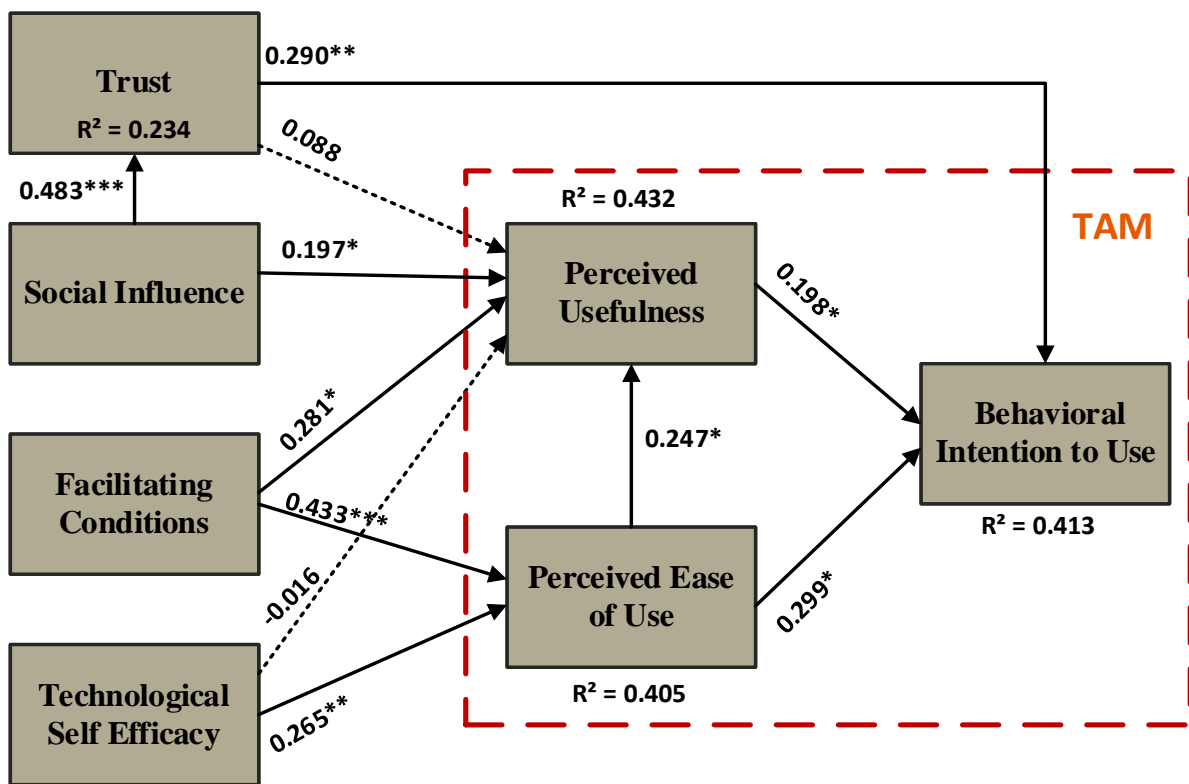 0.290**
Trust
R² = 0.234
0.088
0.483***
R² = 0.432
TAM
0.197*
Social Influence
Perceived
Usefulness
0.198*
0.281*
0.247*
Behavioral
Intention to Use
Facilitating
Conditions
0.433***
R² = 0.413
-0.016
Perceived Ease
of Use
0.299*
R² = 0.405
Technological
Self Efficacy
0.265**